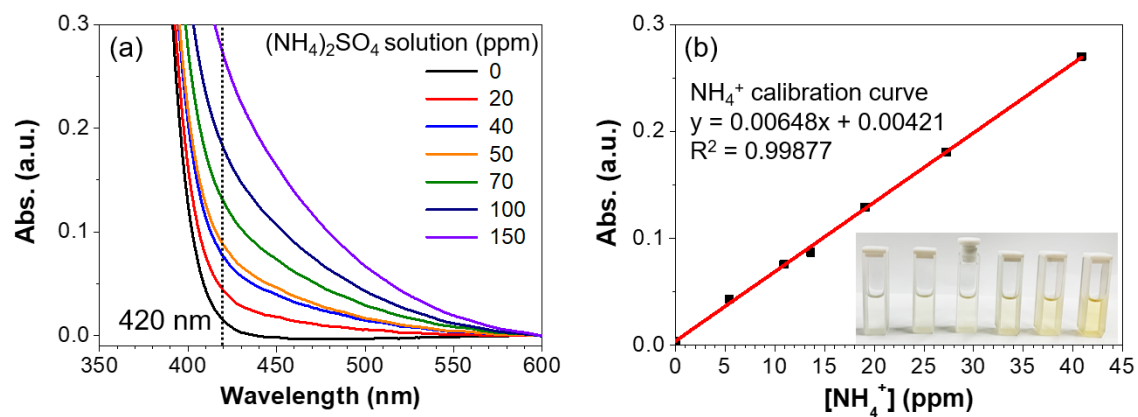 (a)
(NH₄)₂SO₄ solution (ppm)
0
20
40
50
70
100
150
420 nm
Abs. (a.u.)
0.3
0.2
0.1
0.0
350 400 450 500 550 600
Wavelength (nm)
(b)
NH₄⁺ calibration curve
y = 0.00648x + 0.00421
R² = 0.99877
Abs. (a.u.)
0.3
0.2
0.1
0.0
0 5 10 15 20 25 30 35 40 45
[NH₄⁺] (ppm)